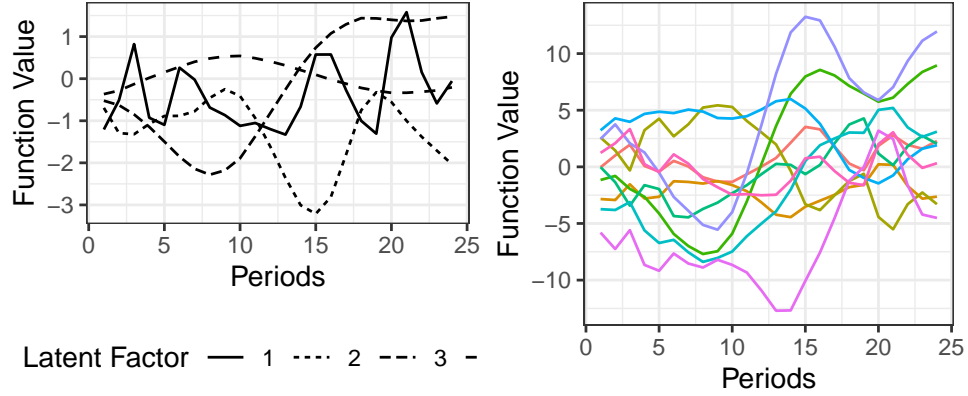 Function Value
1
0
−1
−2
−3
0 5 10 15 20 25
Periods
Latent Factor 1 2 3
Function Value
10
5
0
−5
−10
0 5 10 15 20 25
Periods